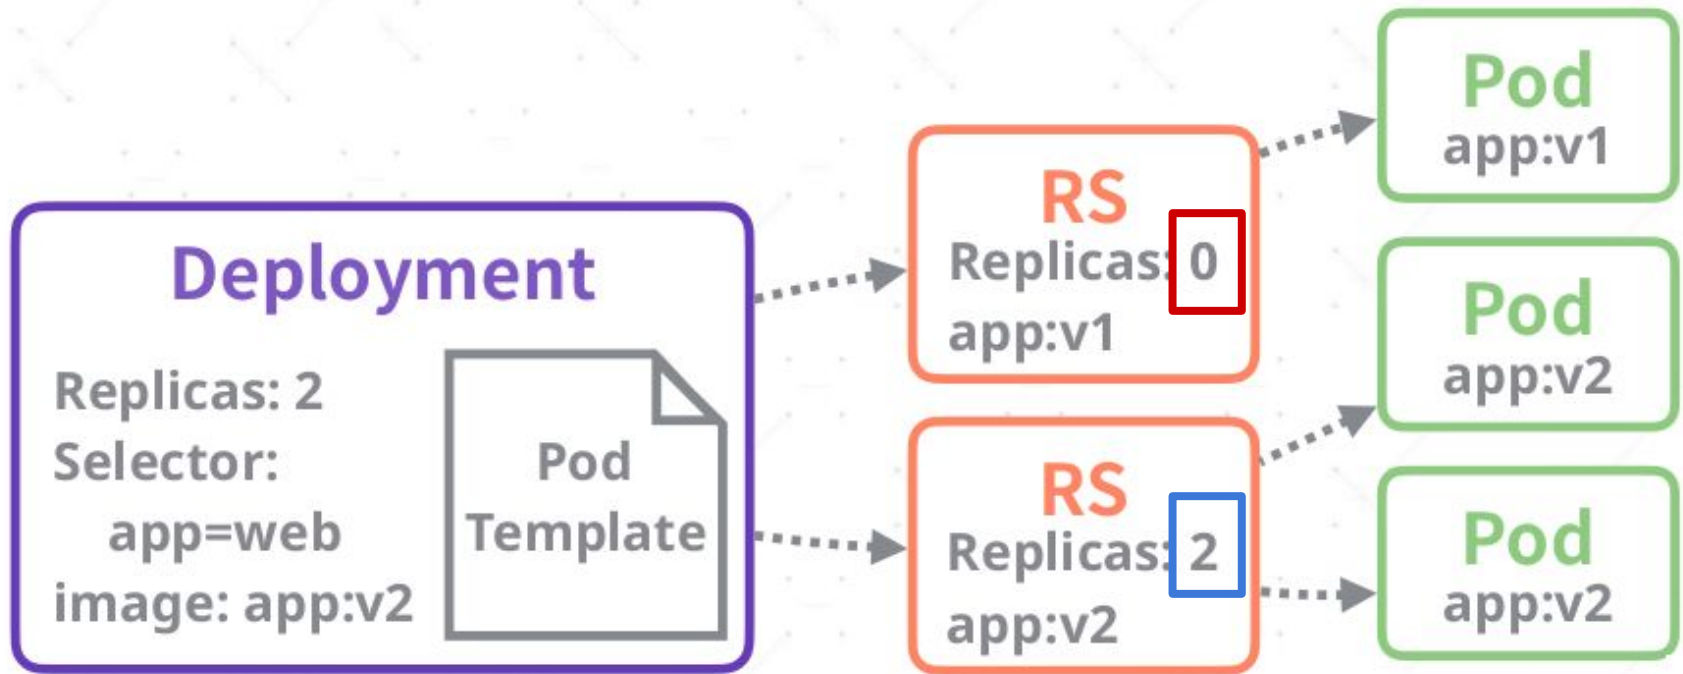 Deployment
Replicas: 2
Selector:
app=web
image: app:v2
Pod
Template
RS
Replicas: 0
app:v1
RS
Replicas: 2
app:v2
Pod
app:v1
Pod
app:v2
Pod
app:v2